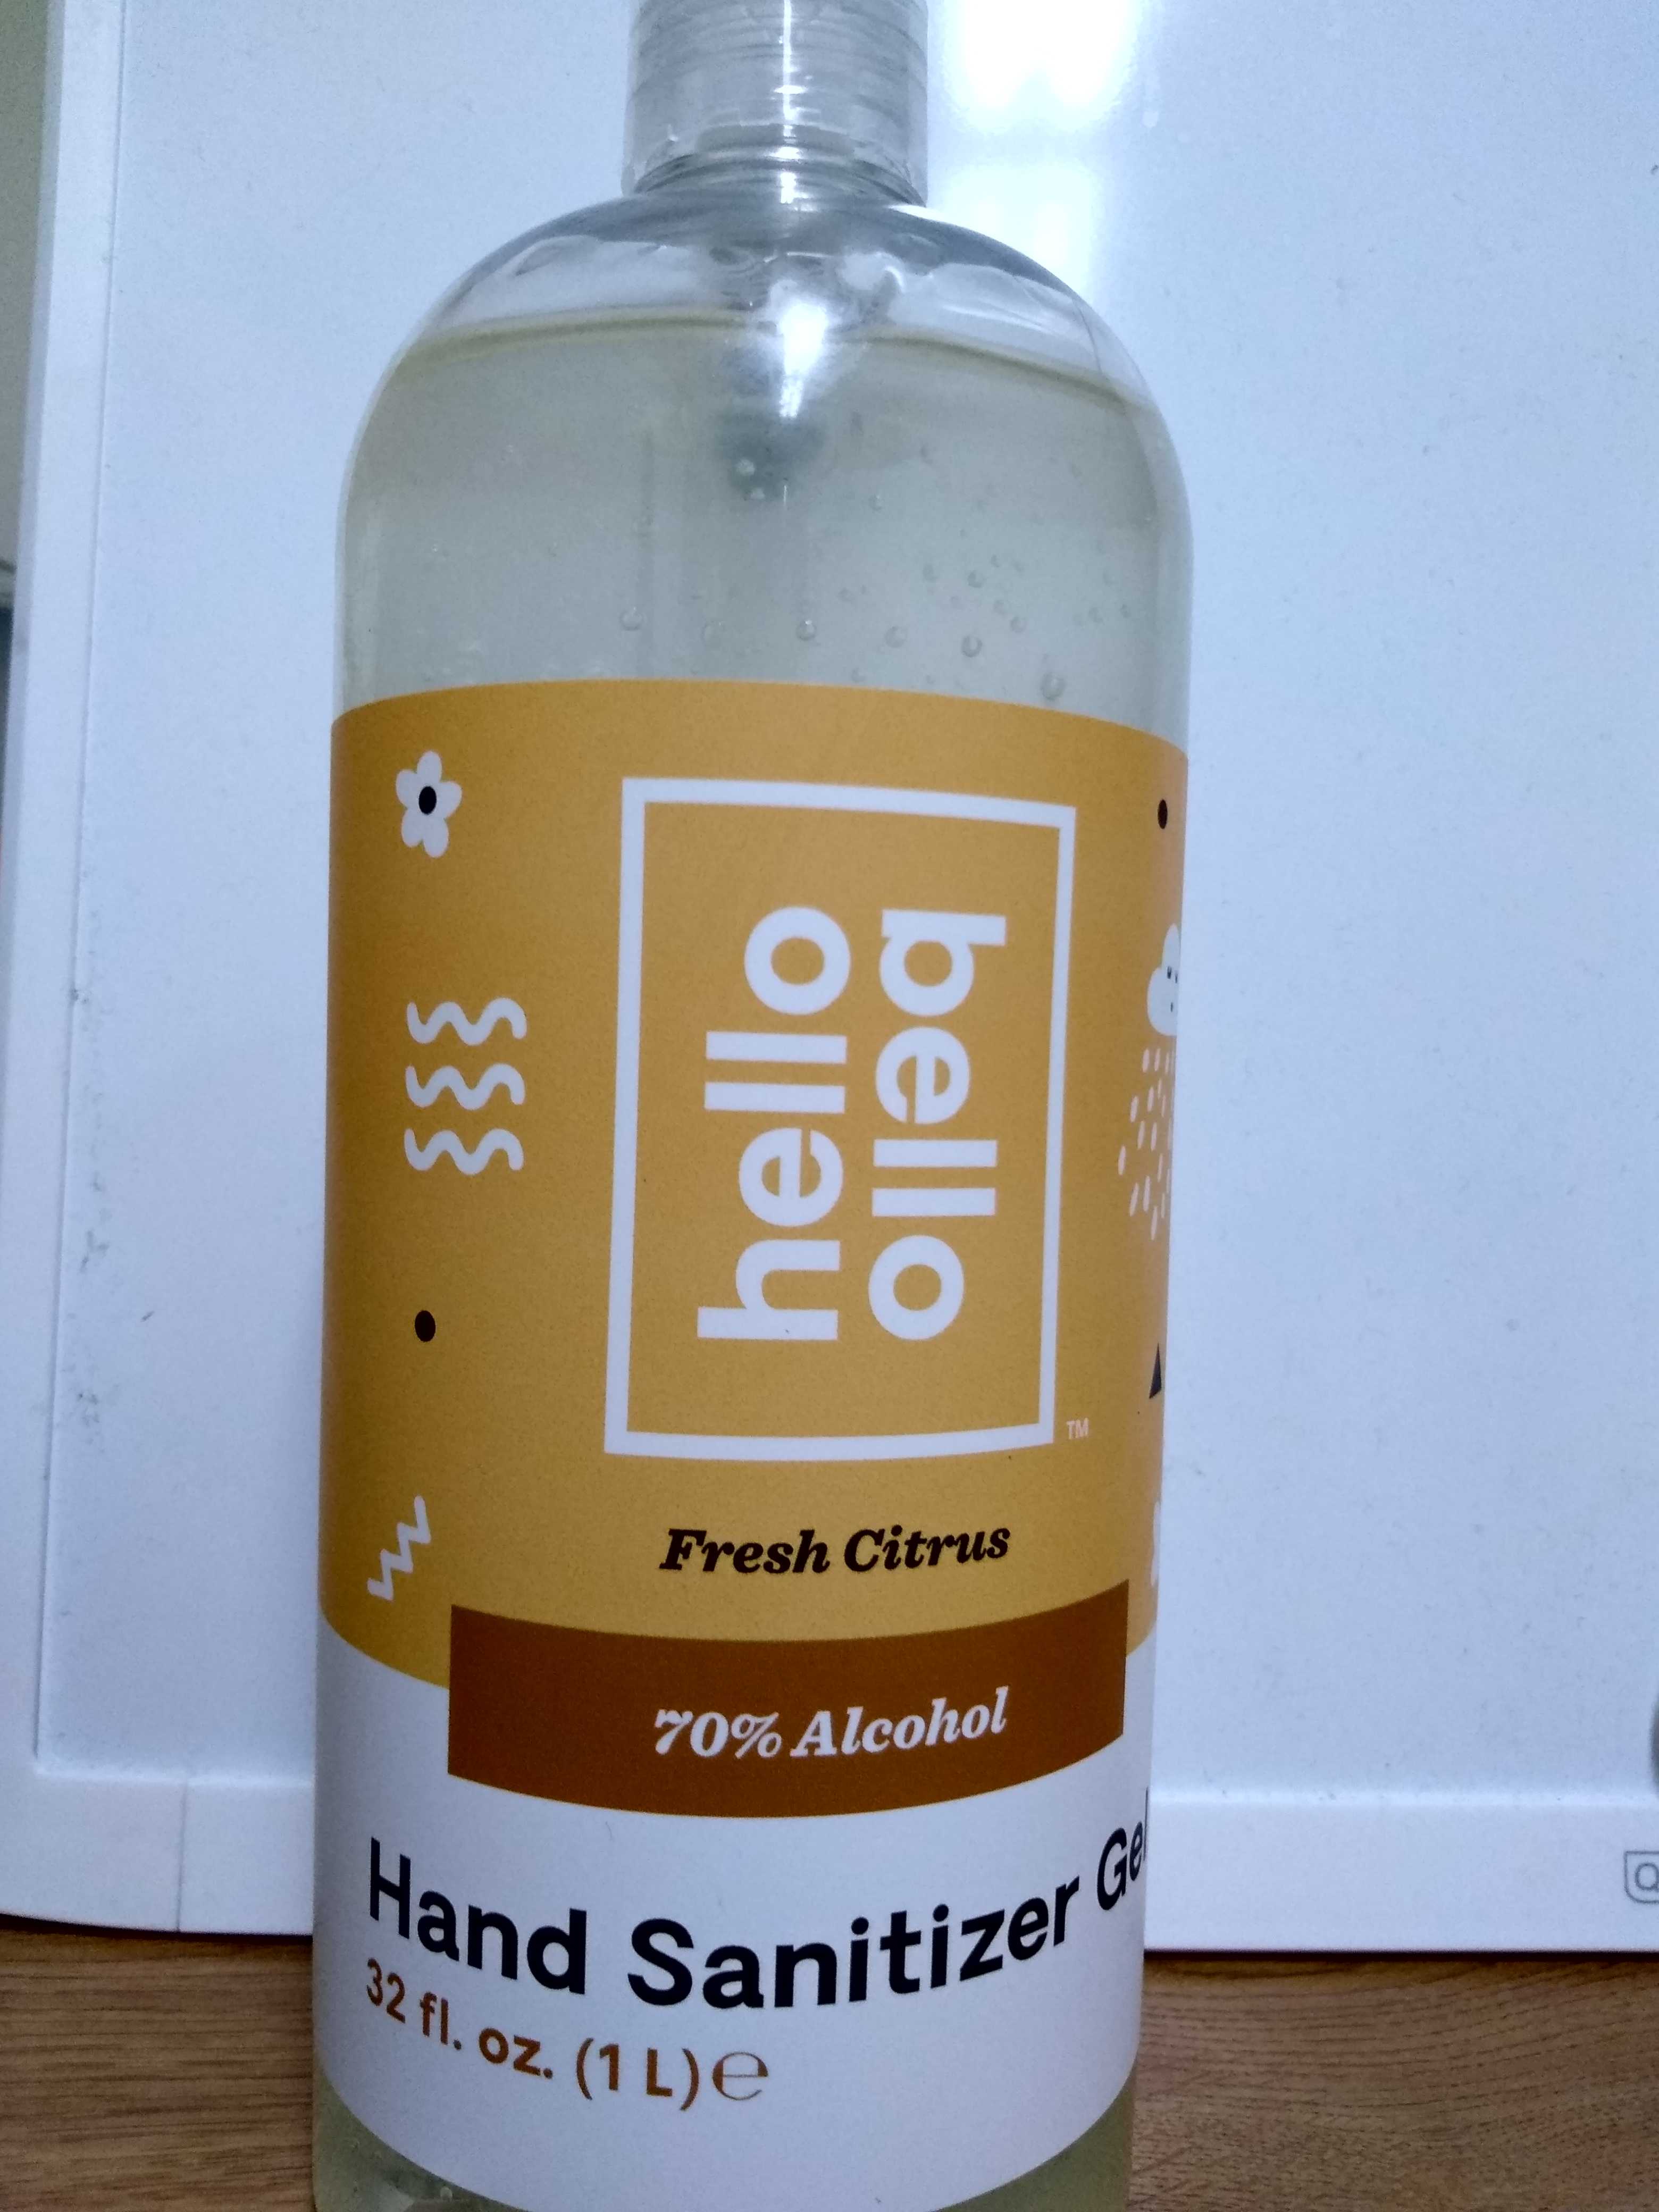 hello
bello
TM
Fresh Citrus
70% Alcohol
Hand Sanitizer Gel
32 fl. oz. (1 L) ℮
Q